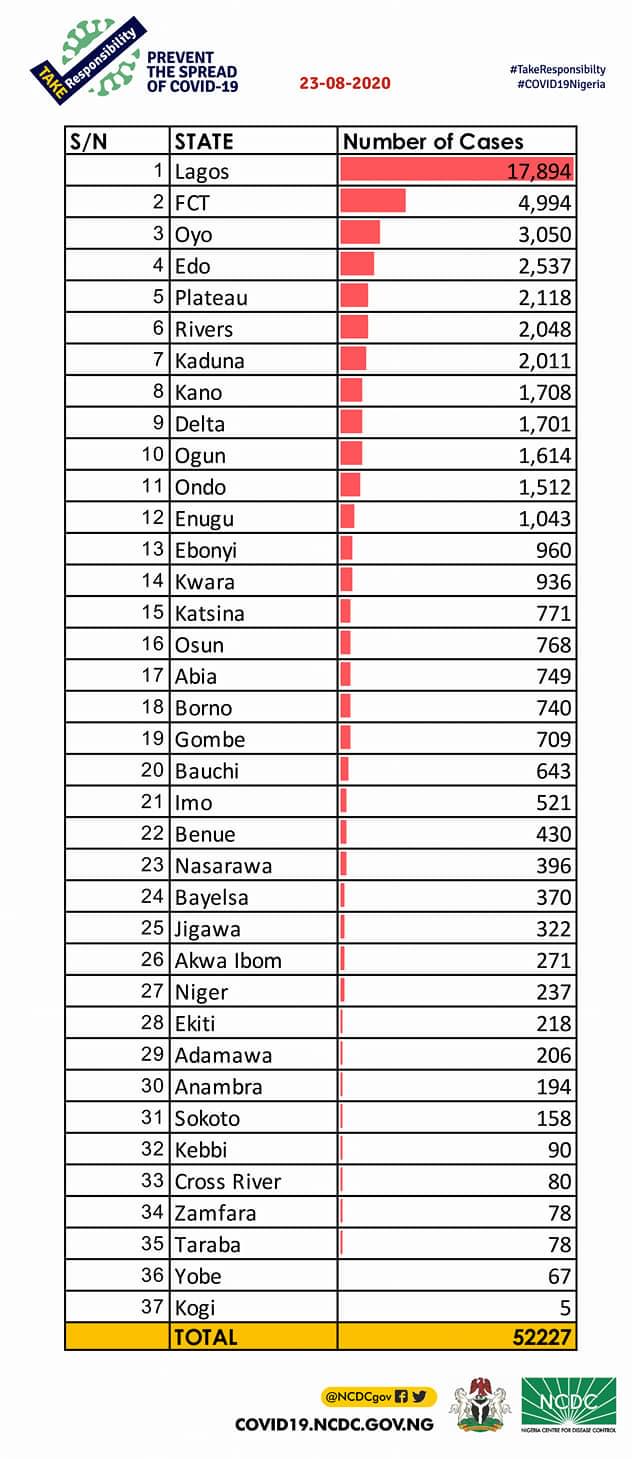 TAKE Responsibility
PREVENT
THE SPREAD
OF COVID-19
23-08-2020
#TakeResponsibilty
#COVID19Nigeria
S/N STATE Number of Cases
1 Lagos 17,894
2 FCT 4,994
3 Oyo 3,050
4 Edo 2,537
5 Plateau 2,118
6 Rivers 2,048
7 Kaduna 2,011
8 Kano 1,708
9 Delta 1,701
10 Ogun 1,614
11 Ondo 1,512
12 Enugu 1,043
13 Ebonyi 960
14 Kwara 936
15 Katsina 771
16 Osun 768
17 Abia 749
18 Borno 740
19 Gombe 709
20 Bauchi 643
21 Imo 521
22 Benue 430
23 Nasarawa 396
24 Bayelsa 370
25 Jigawa 322
26 Akwa Ibom 271
27 Niger 237
28 Ekiti 218
29 Adamawa 206
30 Anambra 194
31 Sokoto 158
32 Kebbi 90
33 Cross River 80
34 Zamfara 78
35 Taraba 78
36 Yobe 67
37 Kogi 5
TOTAL 52227
@NCDCgov
COVID19.NCDC.GOV.NG
NCDC
NIGERIA CENTRE FOR DISEASE CONTROL